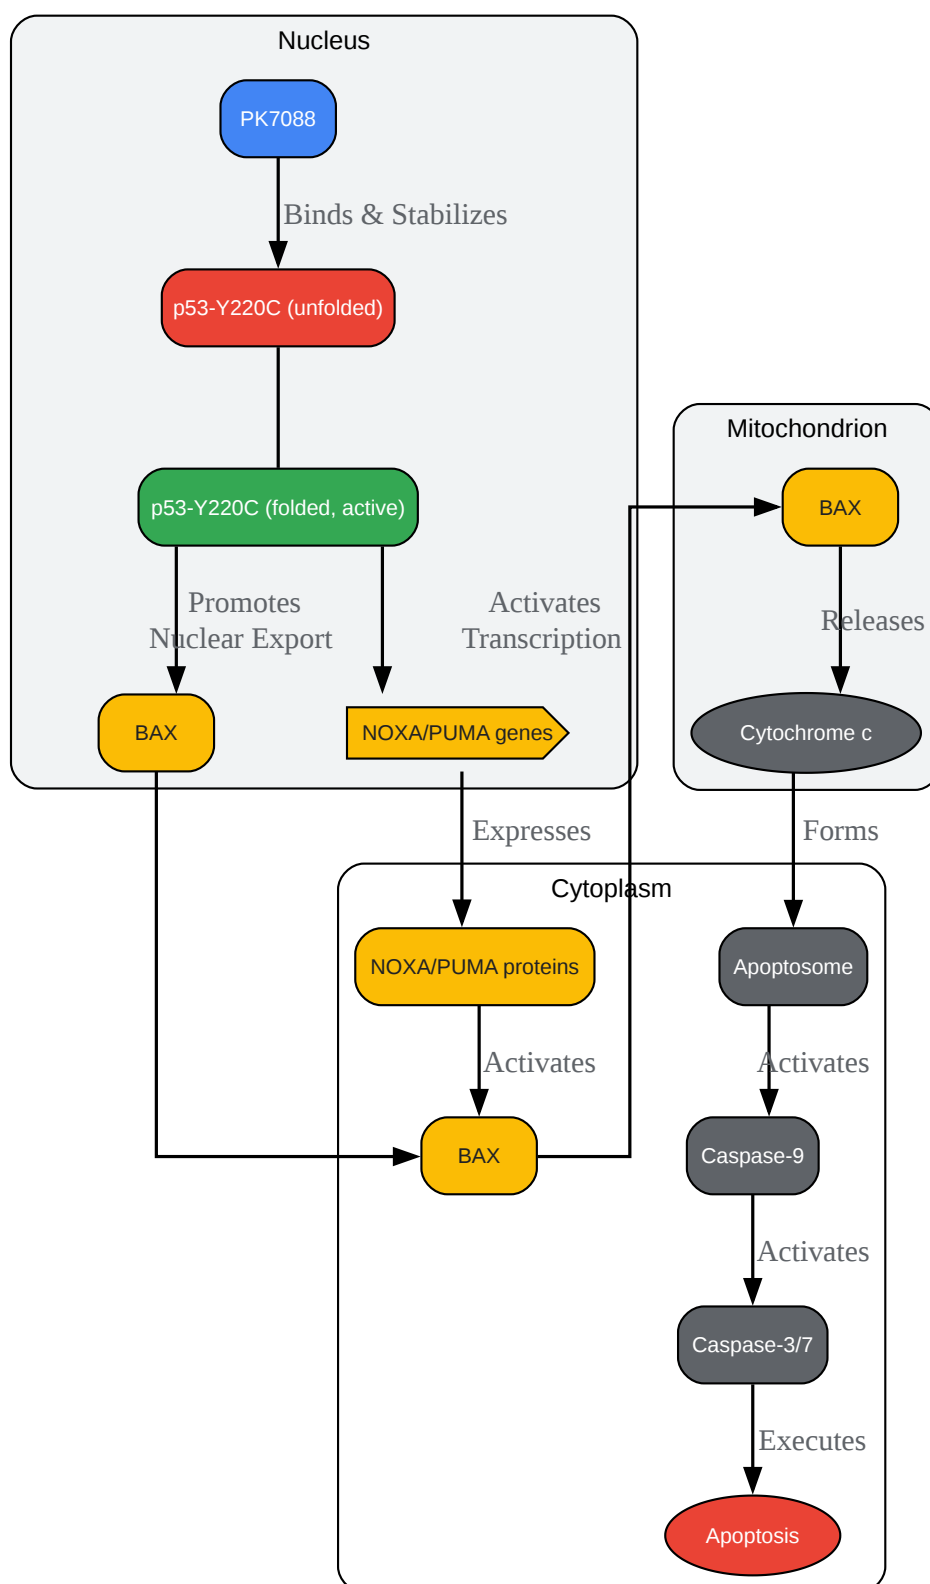 Nucleus
PK7088
Binds & Stabilizes
p53-Y220C (unfolded)
p53-Y220C (folded, active)
Promotes
Nuclear Export
Activates
Transcription
BAX
NOXA/PUMA genes
Mitochondrion
BAX
Releases
Cytochrome c
Expresses
Forms
Cytoplasm
NOXA/PUMA proteins
Activates
BAX
Apoptosome
Activates
Caspase-9
Activates
Caspase-3/7
Executes
Apoptosis